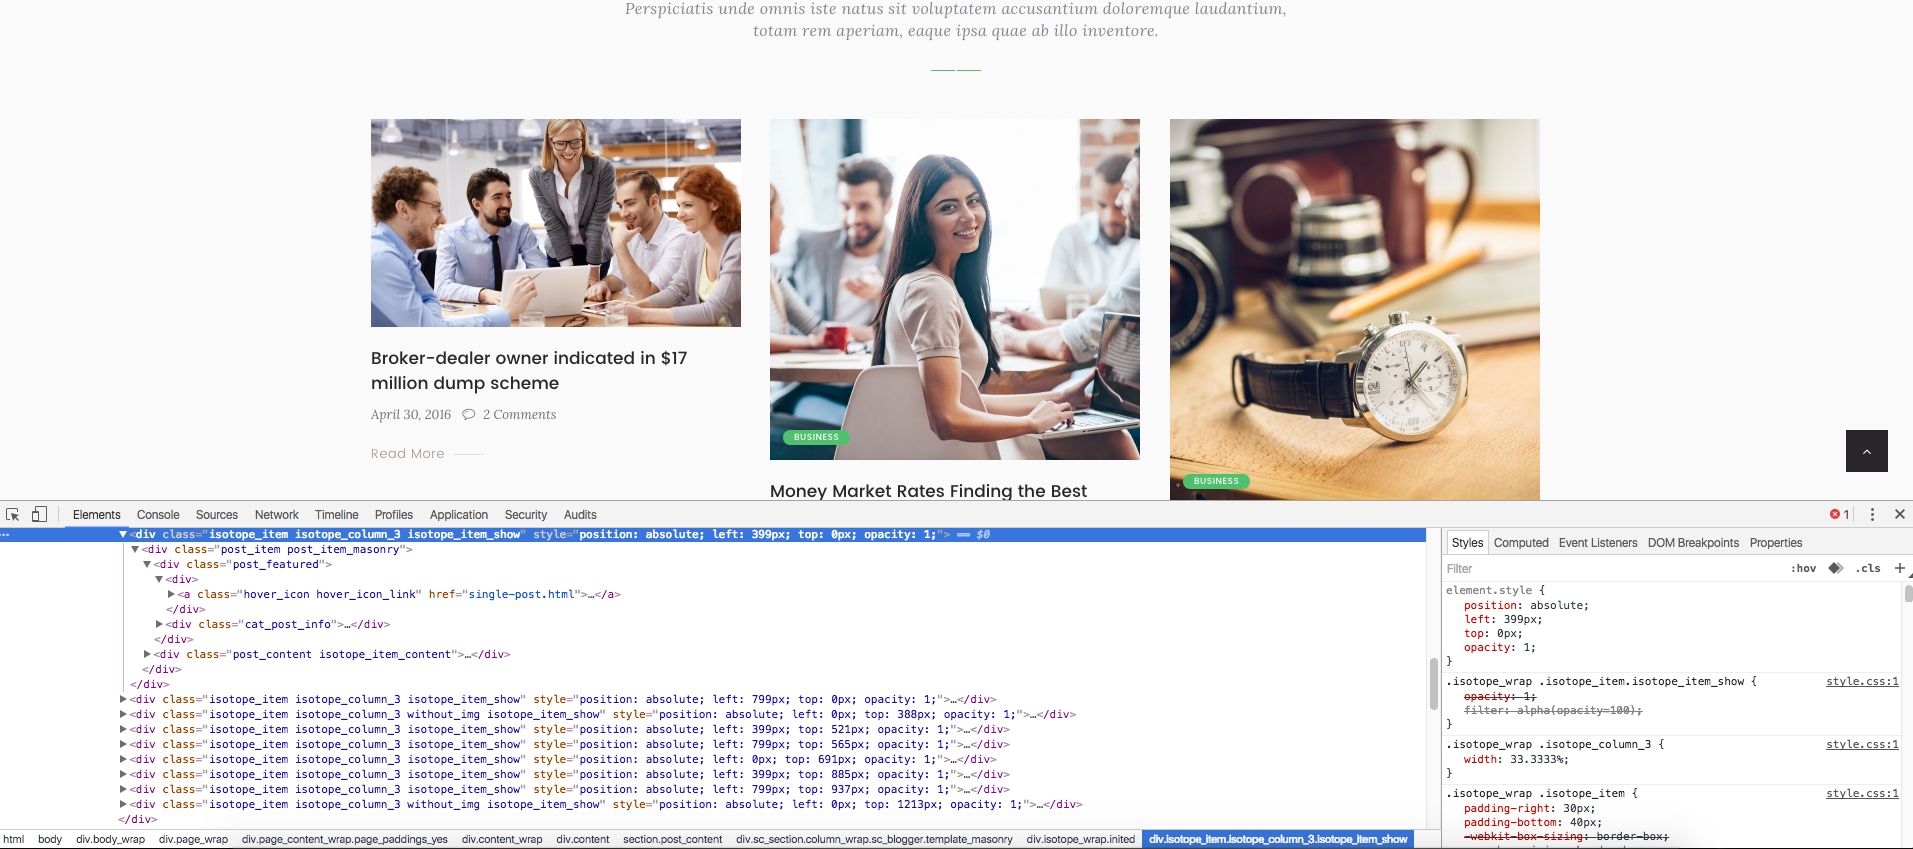 Perspiciatis unde omnis iste natus sit voluptatem accusantium doloremque laudantium,
totam rem aperiam, eaque ipsa quae ab illo inventore.
Broker-dealer owner indicated in $17
million dump scheme
April 30, 2016 2 Comments
Read More
BUSINESS
Money Market Rates Finding the Best
BUSINESS
Elements Console Sources Network Timeline Profiles Application Security Audits
1
<div class="isotope_item isotope_column_3 isotope_item_show" style="position: absolute; left: 399px; top: 0px; opacity: 1;"> == $0
<div class="post_item post_item_masonry">
<div class="post_featured">
<div>
<a class="hover_icon hover_icon_link" href="single-post.html">…</a>
</div>
<div class="cat_post_info">…</div>
</div>
<div class="post_content isotope_item_content">…</div>
</div>
</div>
<div class="isotope_item isotope_column_3 isotope_item_show" style="position: absolute; left: 799px; top: 0px; opacity: 1;">…</div>
<div class="isotope_item isotope_column_3 without_img isotope_item_show" style="position: absolute; left: 0px; top: 388px; opacity: 1;">…</div>
<div class="isotope_item isotope_column_3 isotope_item_show" style="position: absolute; left: 399px; top: 521px; opacity: 1;">…</div>
<div class="isotope_item isotope_column_3 isotope_item_show" style="position: absolute; left: 799px; top: 565px; opacity: 1;">…</div>
<div class="isotope_item isotope_column_3 isotope_item_show" style="position: absolute; left: 0px; top: 691px; opacity: 1;">…</div>
<div class="isotope_item isotope_column_3 isotope_item_show" style="position: absolute; left: 399px; top: 885px; opacity: 1;">…</div>
<div class="isotope_item isotope_column_3 isotope_item_show" style="position: absolute; left: 799px; top: 937px; opacity: 1;">…</div>
<div class="isotope_item isotope_column_3 without_img isotope_item_show" style="position: absolute; left: 0px; top: 1213px; opacity: 1;">…</div>
</div>
html body div.body_wrap div.page_wrap div.page_content_wrap.page_paddings_yes div.content_wrap div.content section.post_content div.sc_section.column_wrap.sc_blogger.template_masonry div.isotope_wrap.inited div.isotope_item.isotope_column_3.isotope_item_show
Styles Computed Event Listeners DOM Breakpoints Properties
Filter :hov .cls +
element.style {
position: absolute;
left: 399px;
top: 0px;
opacity: 1;
}
.isotope_wrap .isotope_item.isotope_item_show { style.css:1
opacity: 1;
filter: alpha(opacity=100);
}
.isotope_wrap .isotope_column_3 { style.css:1
width: 33.3333%;
}
.isotope_wrap .isotope_item { style.css:1
padding-right: 30px;
padding-bottom: 40px;
-webkit-box-sizing: border-box;